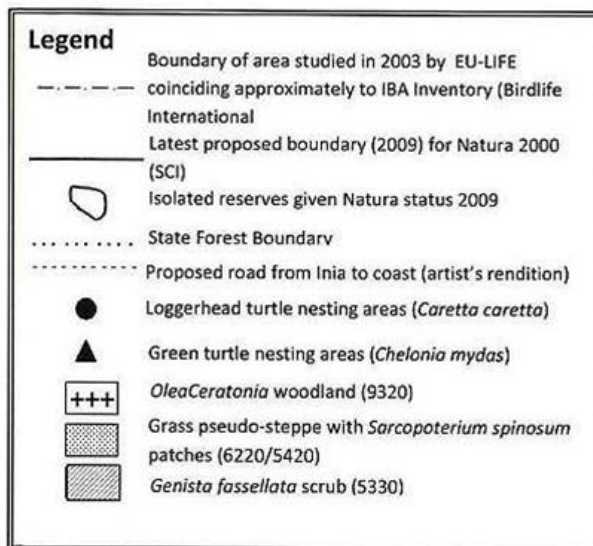 Legend
Boundary of area studied in 2003 by EU-LIFE
coinciding approximately to IBA Inventory (Birdlife
International
Latest proposed boundary (2009) for Natura 2000
(SCI)
Isolated reserves given Natura status 2009
State Forest Boundary
Proposed road from Inia to coast (artist's rendition)
Loggerhead turtle nesting areas (Caretta caretta)
Green turtle nesting areas (Chelonia mydas)
+++ OleaCeratonia woodland (9320)
Grass pseudo-steppe with Sarcopoterium spinosum
patches (6220/5420)
Genista fassellata scrub (5330)